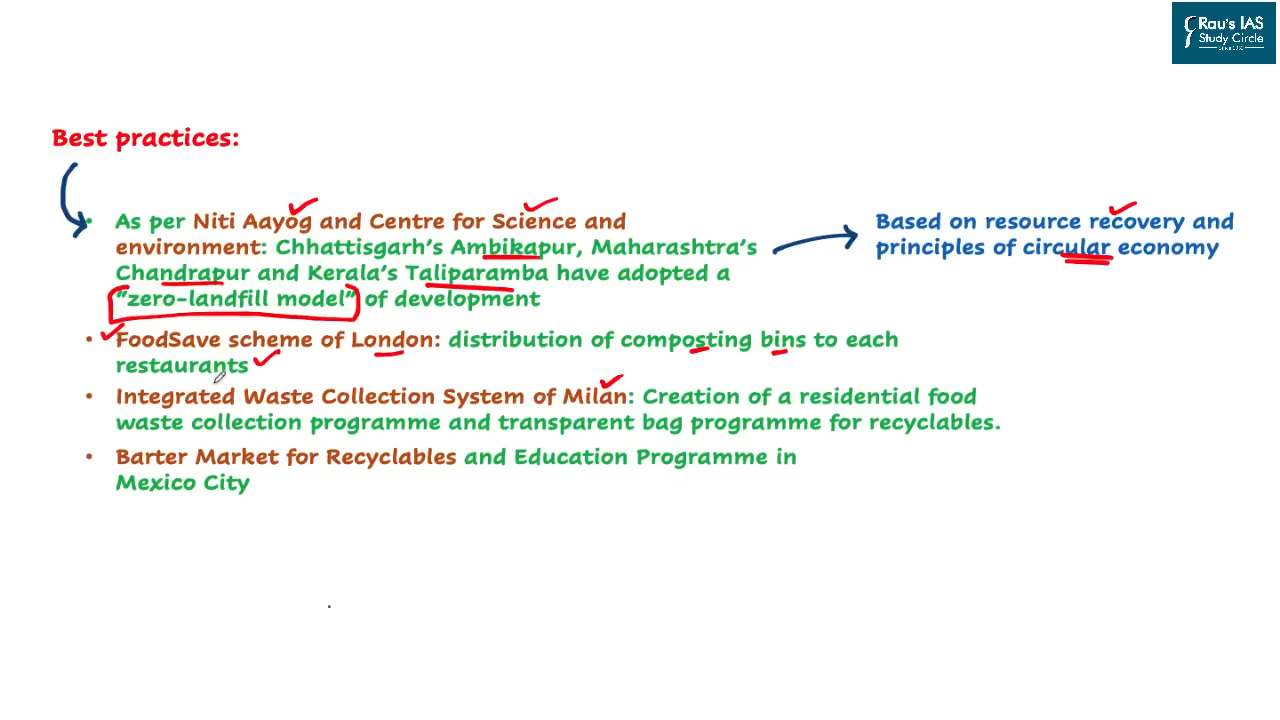 Rau's IAS
Study Circle
Best practices:
• As per Niti Aayog and Centre for Science and
environment: Chhattisgarh's Ambikapur, Maharashtra's
Chandrapur and Kerala's Taliparamba have adopted a
"zero-landfill model" of development
Based on resource recovery and
principles of circular economy
• FoodSave scheme of London: distribution of composting bins to each
restaurants
• Integrated Waste Collection System of Milan: Creation of a residential food
waste collection programme and transparent bag programme for recyclables.
• Barter Market for Recyclables and Education Programme in
Mexico City